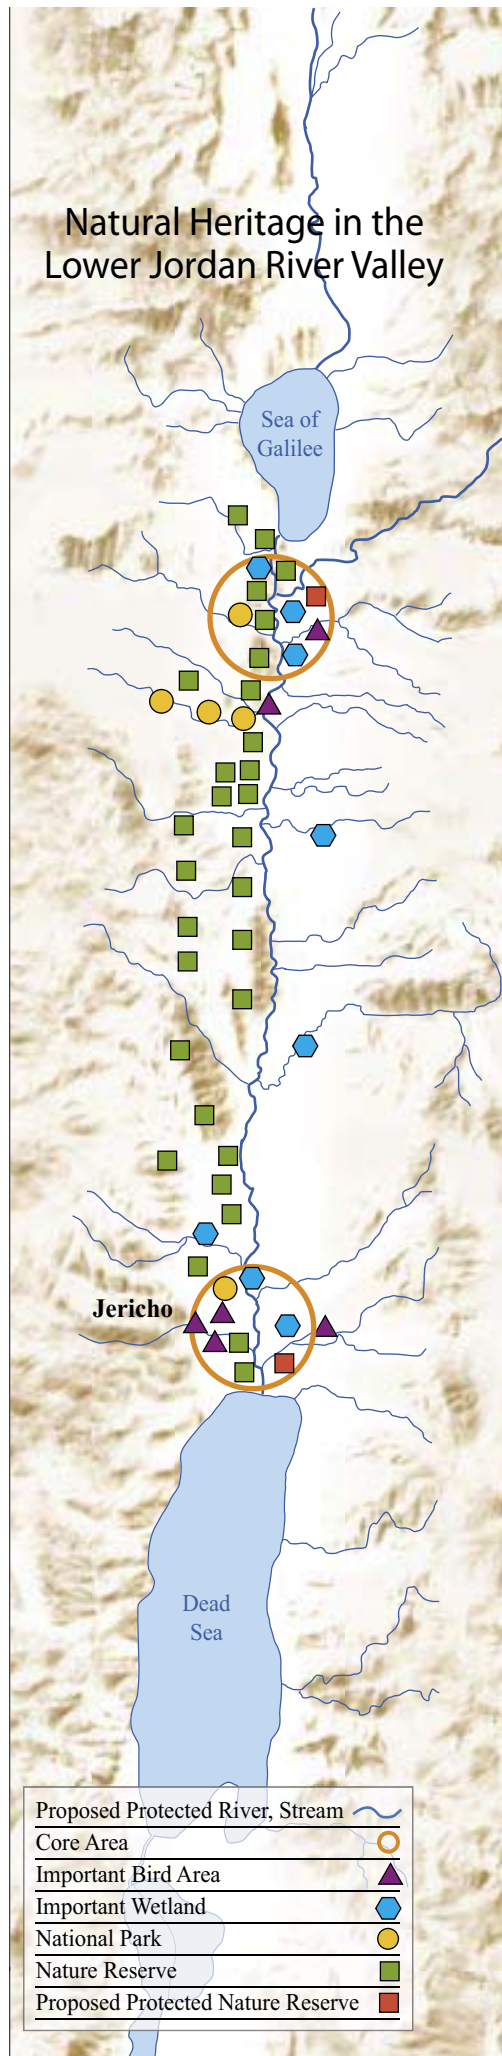 Natural Heritage in the
Lower Jordan River Valley
Sea of
Galilee
Jericho
Dead
Sea
Proposed Protected River, Stream
Core Area
Important Bird Area
Important Wetland
National Park
Nature Reserve
Proposed Protected Nature Reserve